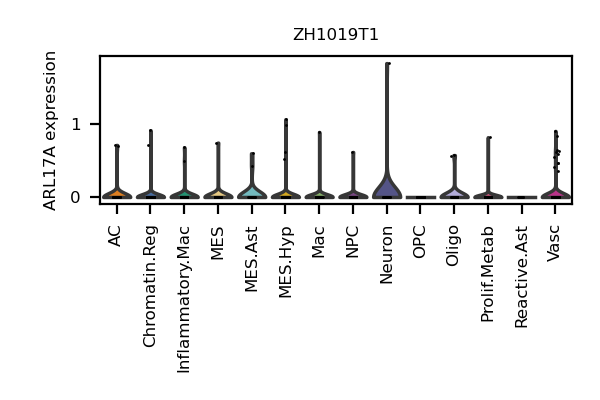 ZH1019T1
ARL17A expression
1
0
AC
Chromatin.Reg
Inflammatory.Mac
MES
MES.Ast
MES.Hyp
Mac
NPC
Neuron
OPC
Oligo
Prolif.Metab
Reactive.Ast
Vasc